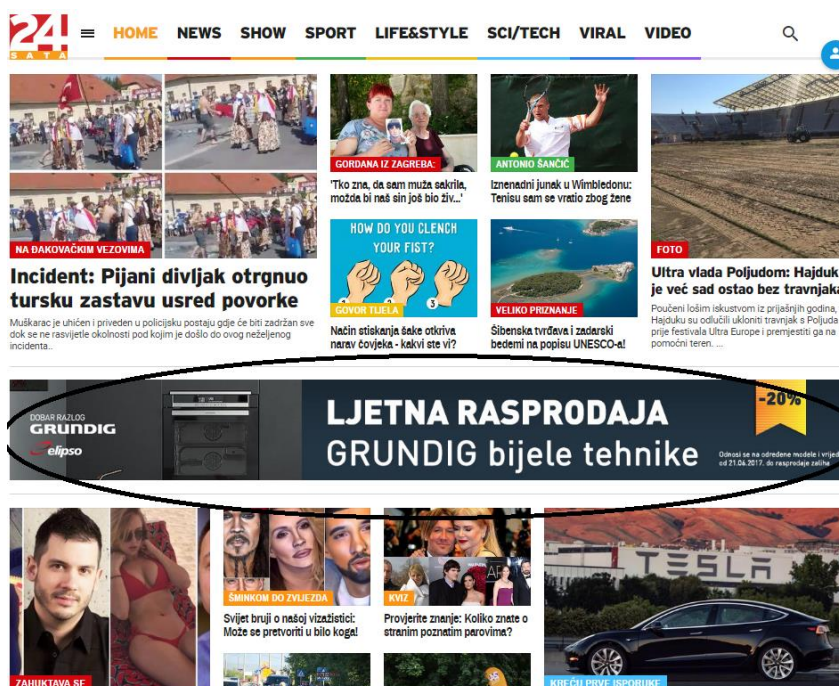 24
SATA
HOME NEWS SHOW SPORT LIFE&STYLE SCI/TECH VIRAL VIDEO
NA ĐAKOVAČKIM VEZOVIMA
Incident: Pijani divljak otrgnuo
tursku zastavu usred povorke
Muškarac je uhićen i priveden u policijsku postaju gdje će biti zadržan sve
dok se ne rasvijetle okolnosti pod kojim je došlo do ovog neželjenog
incidenta..
GORDANA IZ ZAGREBA:
'Tko zna, da sam muža sakrila,
možda bi naš sin još bio živ...'
ANTONIO ŠANČIĆ
Iznenadni junak u Wimbledonu:
Tenisu sam se vratio zbog žene
HOW DO YOU CLENCH
YOUR FIST?
1
2
3
GOVOR TIJELA
Način stiskanja šake otkriva
narav čovjeka - kakvi ste vi?
VELIKO PRIZNANJE
Šibenska tvrđava i zadarski
bedemi na popisu UNESCO-a!
FOTO
Ultra vlada Poljudom: Hajduk
je već sad ostao bez travnjaka
Poučeni lošim iskustvom iz prijašnjih godina,
Hajduku su odlučili ukloniti travnjak s Poljuda
prije festivala Ultra Europe i premjestiti ga na
pomoćni teren. ...
DOBAR RAZLOG
GRUNDIG
elipso
LJETNA RASPRODAJA
GRUNDIG bijele tehnike
-20%
Odnosi se na određene modele i vrijed
od 21.06.2017. do rasprodaje zaliha
ZAHUKTAVA SE
ŠMINKOM DO ZVIJEZDA
Svijet bruji o našoj vizažistici:
Može se pretvoriti u bilo koga!
KVIZ
Provjerite znanje: Koliko znate o
stranim poznatim parovima?
TESLA
KREĆU PRVE ISPORUKE